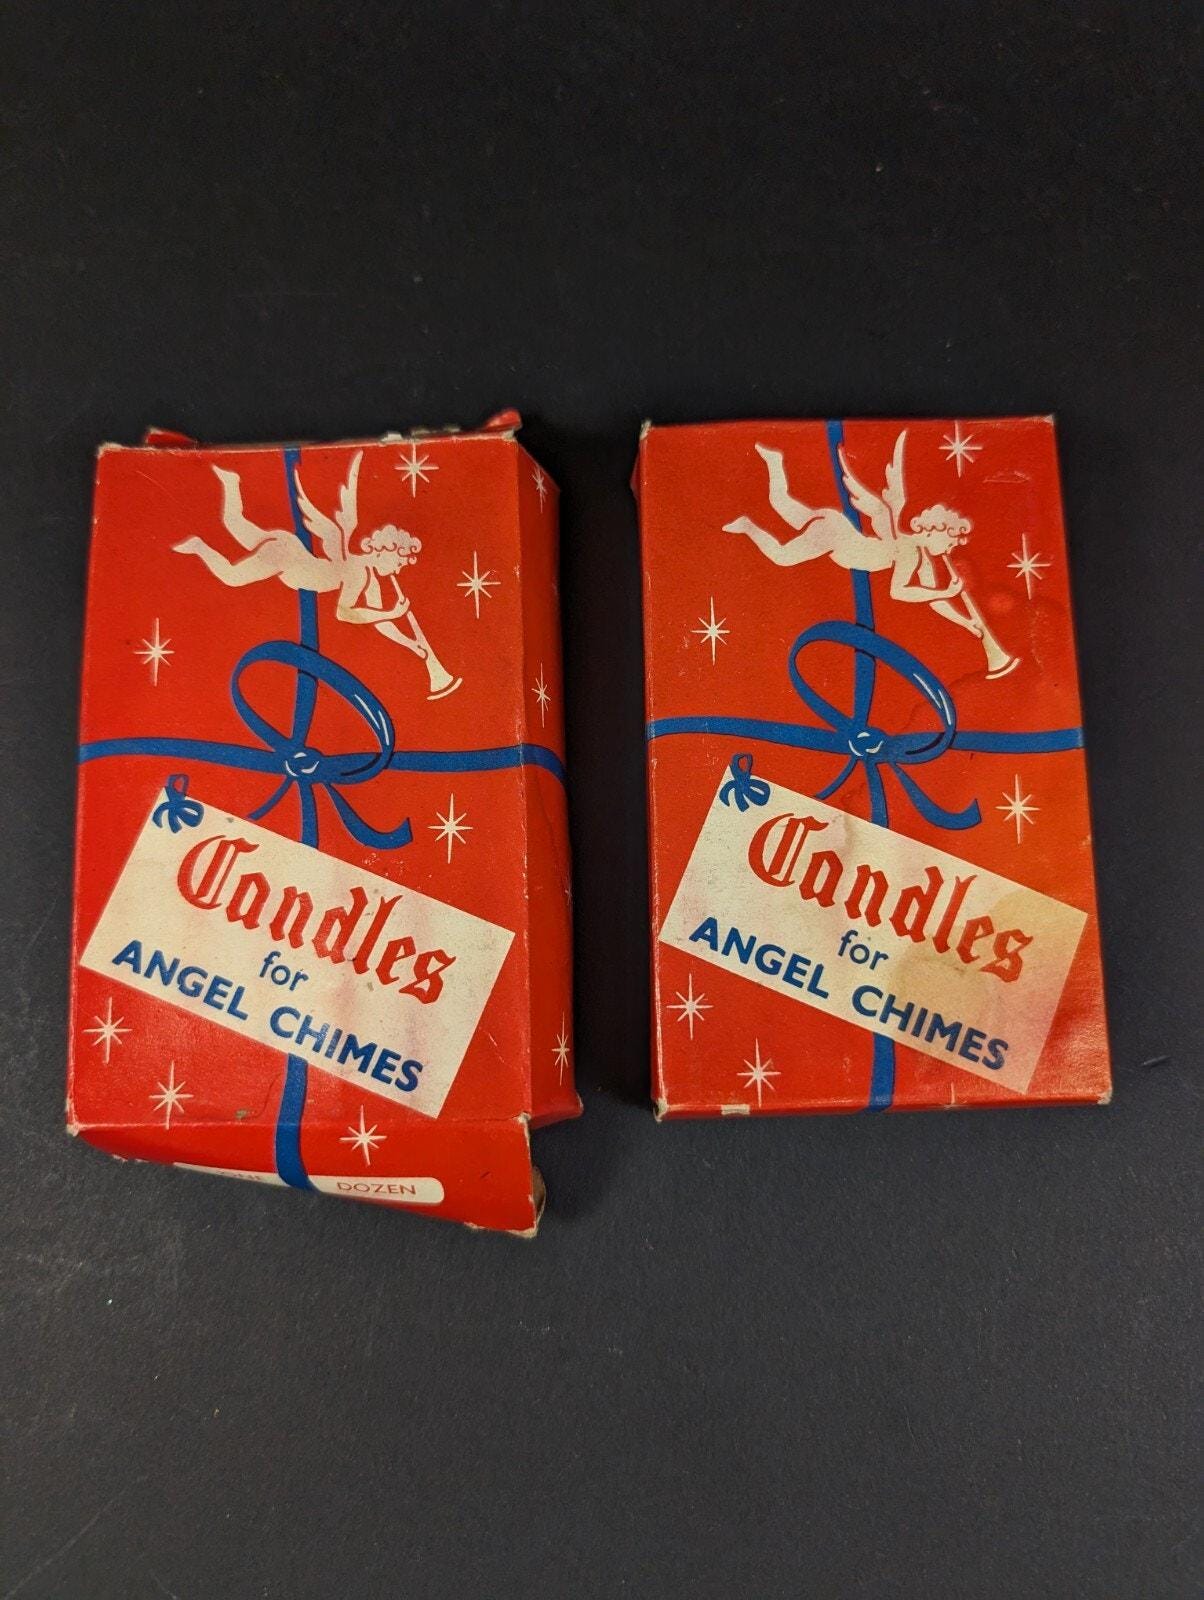 Candles
for
ANGEL CHIMES
DOZEN
Candles
for
ANGEL CHIMES